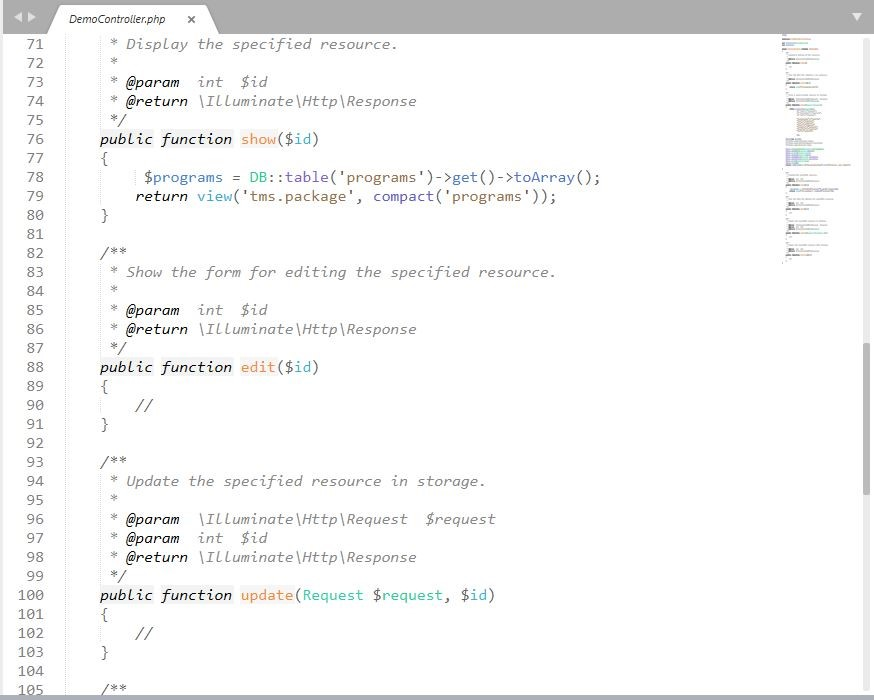 DemoController.php ×
71 * Display the specified resource.
72 *
73 * @param  int  $id
74 * @return \Illuminate\Http\Response
75 */
76 public function show($id)
77 {
78 $programs = DB::table('programs')->get()->toArray();
79 return view('tms.package', compact('programs'));
80 }
81
82 /**
83 * Show the form for editing the specified resource.
84 *
85 * @param  int  $id
86 * @return \Illuminate\Http\Response
87 */
88 public function edit($id)
89 {
90 //
91 }
92
93 /**
94 * Update the specified resource in storage.
95 *
96 * @param  \Illuminate\Http\Request  $request
97 * @param  int  $id
98 * @return \Illuminate\Http\Response
99 */
100 public function update(Request $request, $id)
101 {
102 //
103 }
104
105 /**